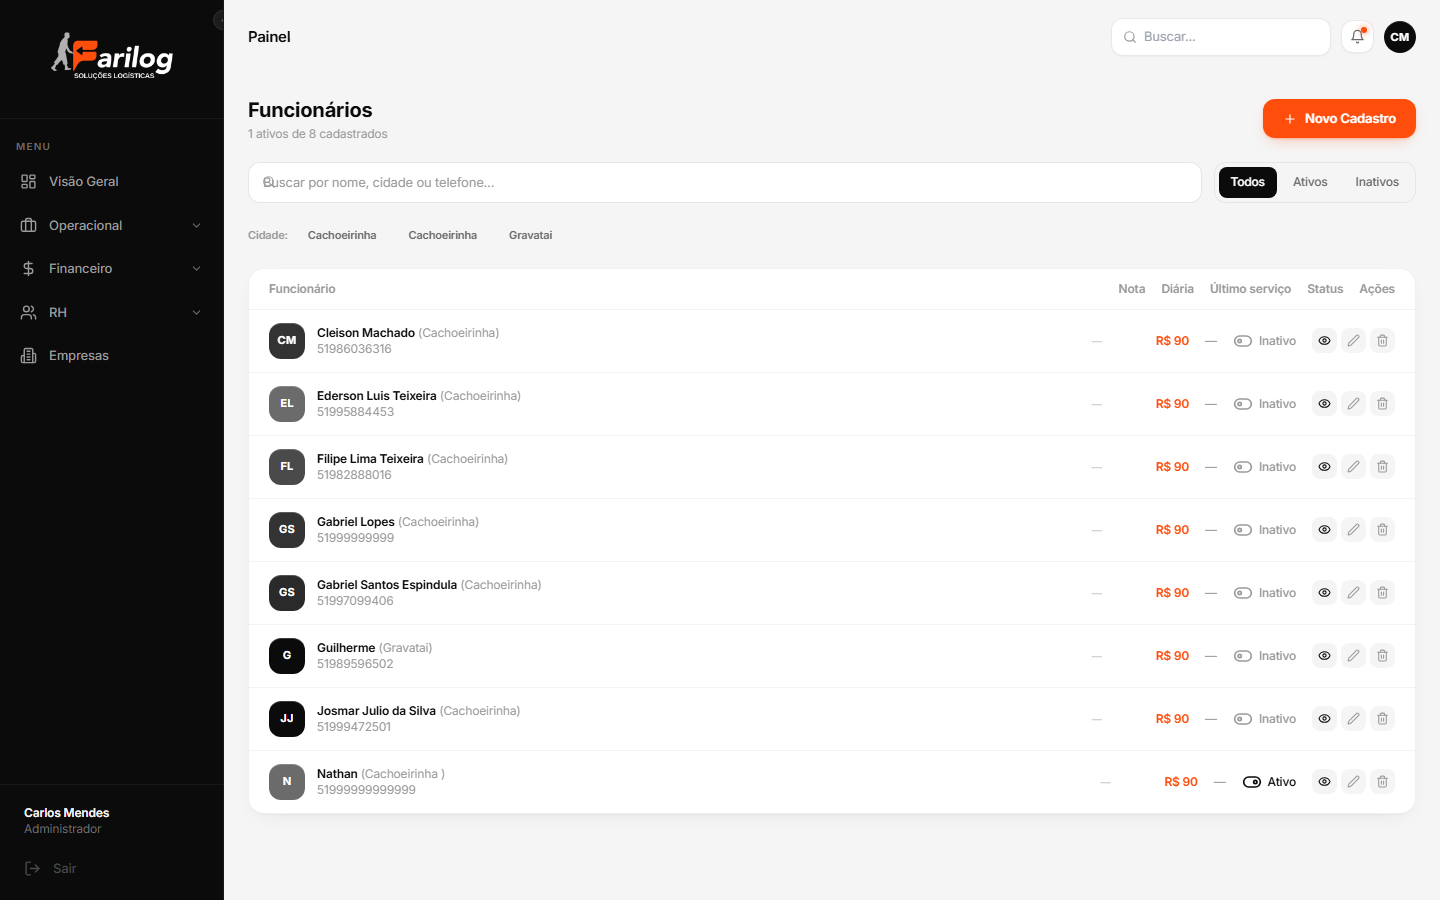 Farilog
SOLUÇÕES LOGÍSTICAS
MENU
Visão Geral
Operacional
Financeiro
RH
Empresas
Carlos Mendes
Administrador
Sair
Painel
Buscar...
CM
Funcionários
1 ativos de 8 cadastrados
Novo Cadastro
Buscar por nome, cidade ou telefone...
Todos Ativos Inativos
Cidade: Cachoeirinha Cachoeirinha Gravatai
Funcionário Nota Diária Último serviço Status Ações
CM Cleison Machado (Cachoeirinha) — R$ 90 — Inativo
51986036316
EL Ederson Luis Teixeira (Cachoeirinha) — R$ 90 — Inativo
51995884453
FL Filipe Lima Teixeira (Cachoeirinha) — R$ 90 — Inativo
51982888016
GS Gabriel Lopes (Cachoeirinha) — R$ 90 — Inativo
51999999999
GS Gabriel Santos Espindula (Cachoeirinha) — R$ 90 — Inativo
51997099406
G Guilherme (Gravatai) — R$ 90 — Inativo
51989596502
JJ Josmar Julio da Silva (Cachoeirinha) — R$ 90 — Inativo
51999472501
N Nathan (Cachoeirinha ) — R$ 90 — Ativo
51999999999999